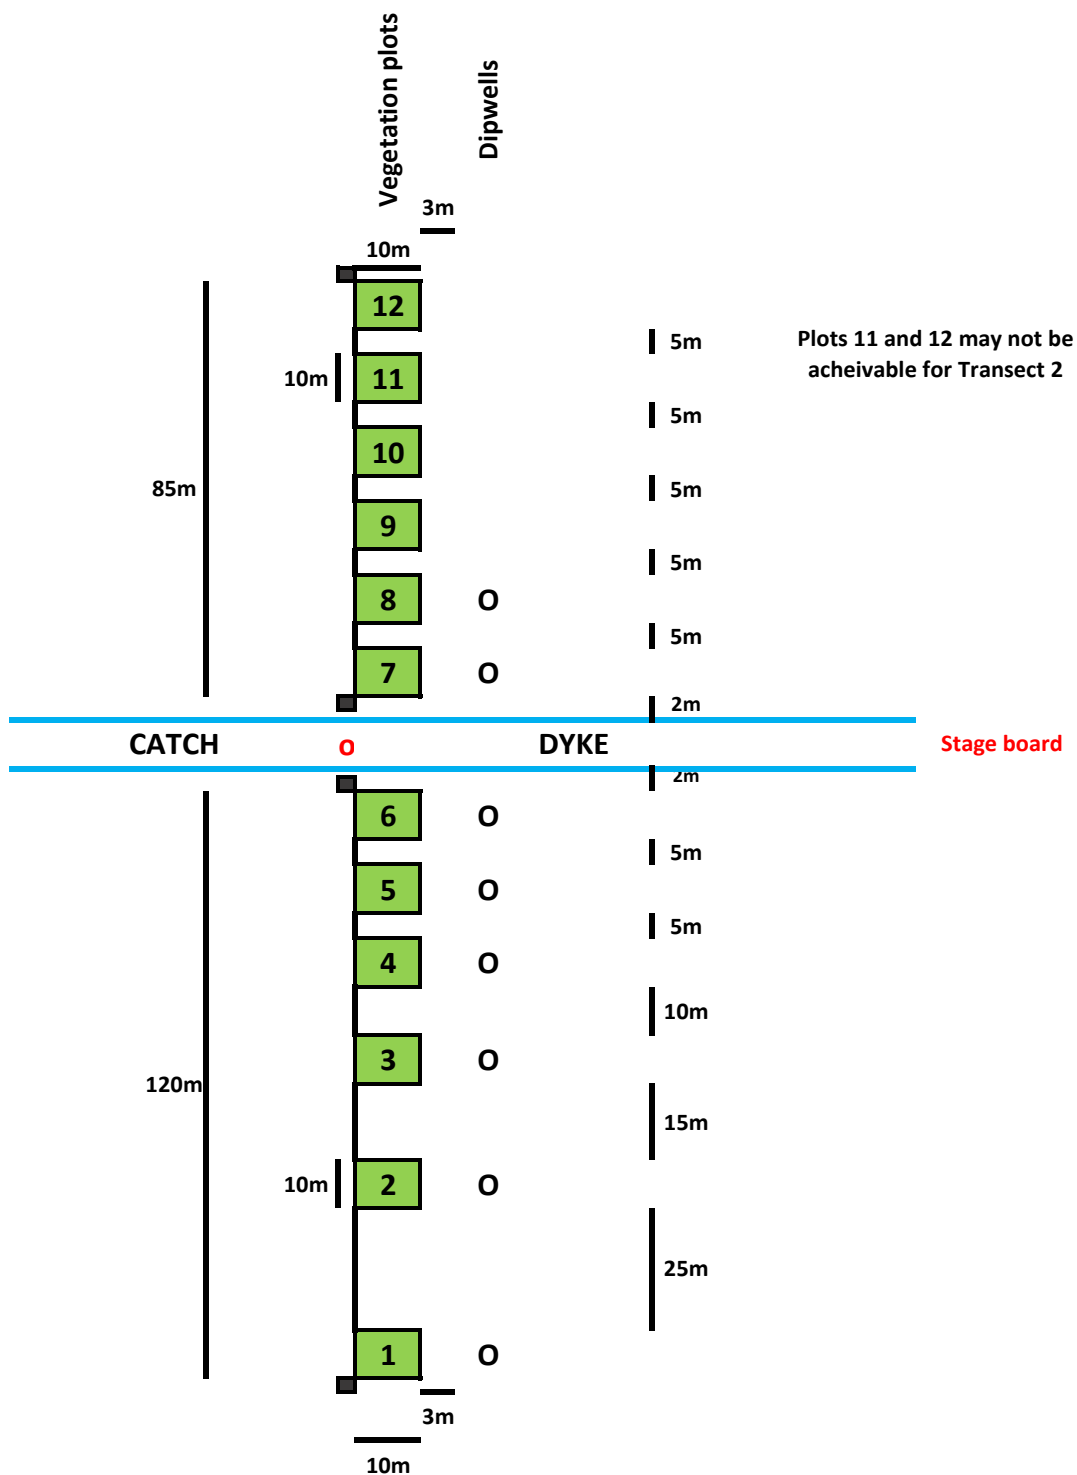 Vegetation plots
Dipwells
3m
10m
12
5m
Plots 11 and 12 may not be
acheivable for Transect 2
10m
11
5m
10
85m
5m
9
5m
8
O
5m
7
O
2m
CATCH
O
DYKE
Stage board
2m
6
O
5m
5
O
5m
4
O
10m
3
O
120m
15m
10m
2
O
25m
1
O
3m
10m